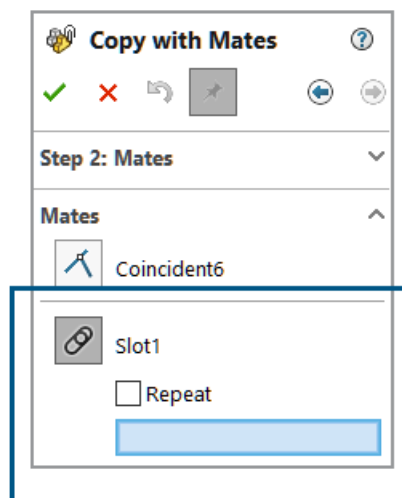 Copy with Mates
Step 2: Mates
Mates
Coincident6
Slot1
Repeat